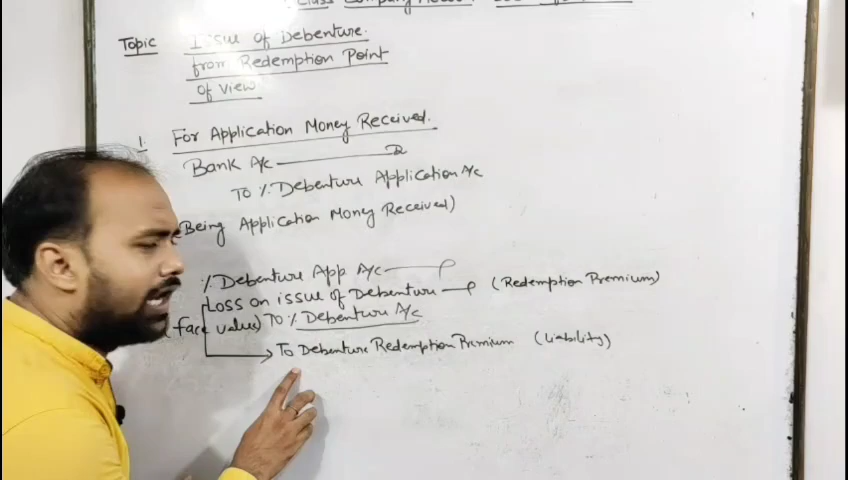 Class Company
Topic Issue of Debenture.
from Redemption Point
of view
1. For Application Money Received.
Bank A/c
To % Debenture Application A/c
(Being Application Money Received)
% Debenture App A/c
Loss on issue of Debenture (Redemption Premium)
(face value) To % Debenture A/c
To Debenture Redemption Premium (Liability)